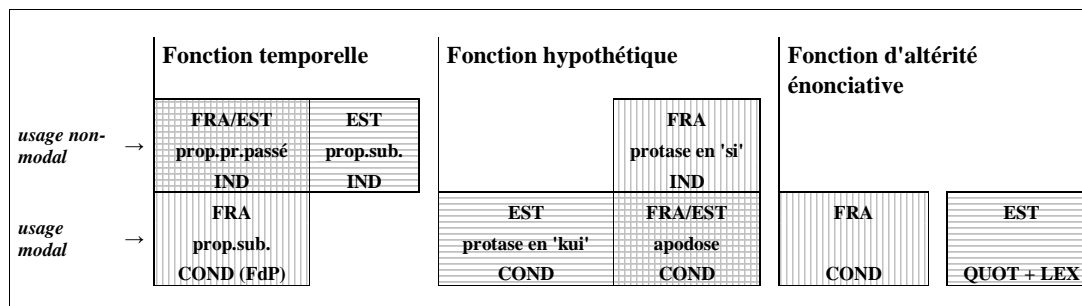 Fonction temporelle
Fonction hypothétique
Fonction d'altérité
énonciative
usage non-
modal
→
FRA/EST
prop.pr.passé
IND
EST
prop.sub.
IND
FRA
protase en 'si'
IND
usage
modal
→
FRA
prop.sub.
COND (FdP)
EST
protase en 'kui'
COND
FRA/EST
apodose
COND
FRA
COND
EST
QUOT + LEX